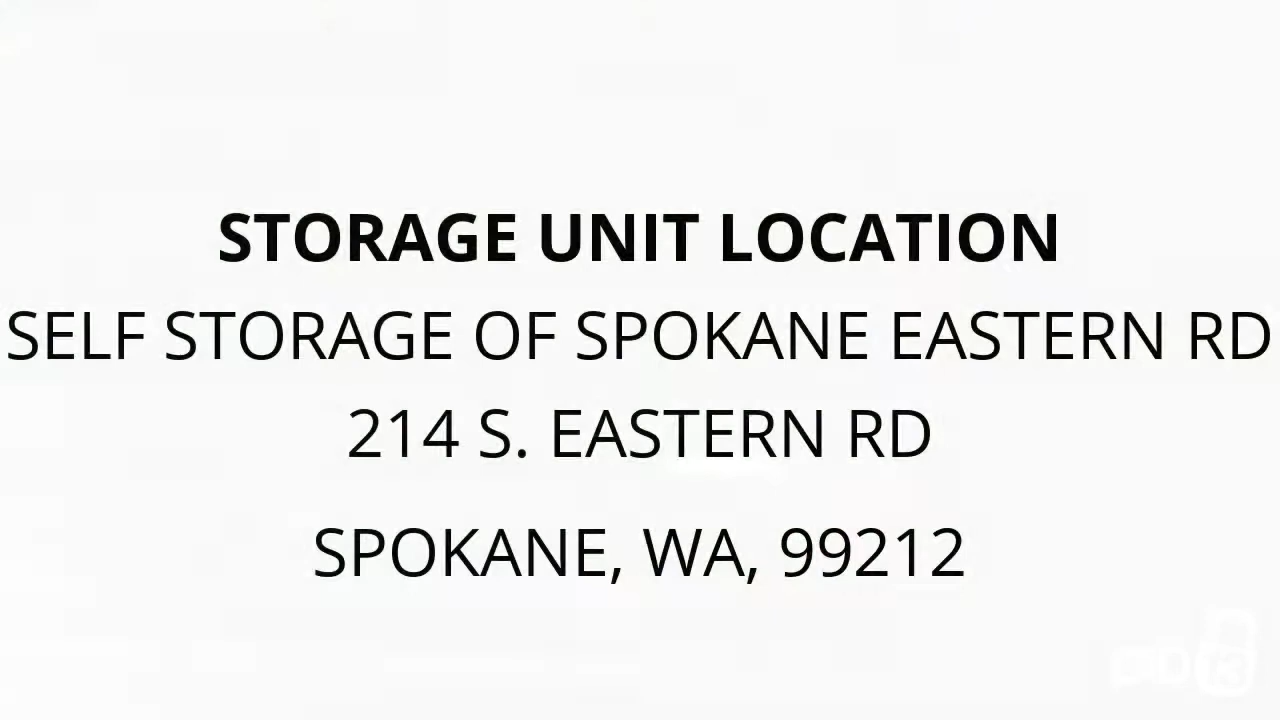 STORAGE UNIT LOCATION
SELF STORAGE OF SPOKANE EASTERN RD
214 S. EASTERN RD
SPOKANE, WA, 99212